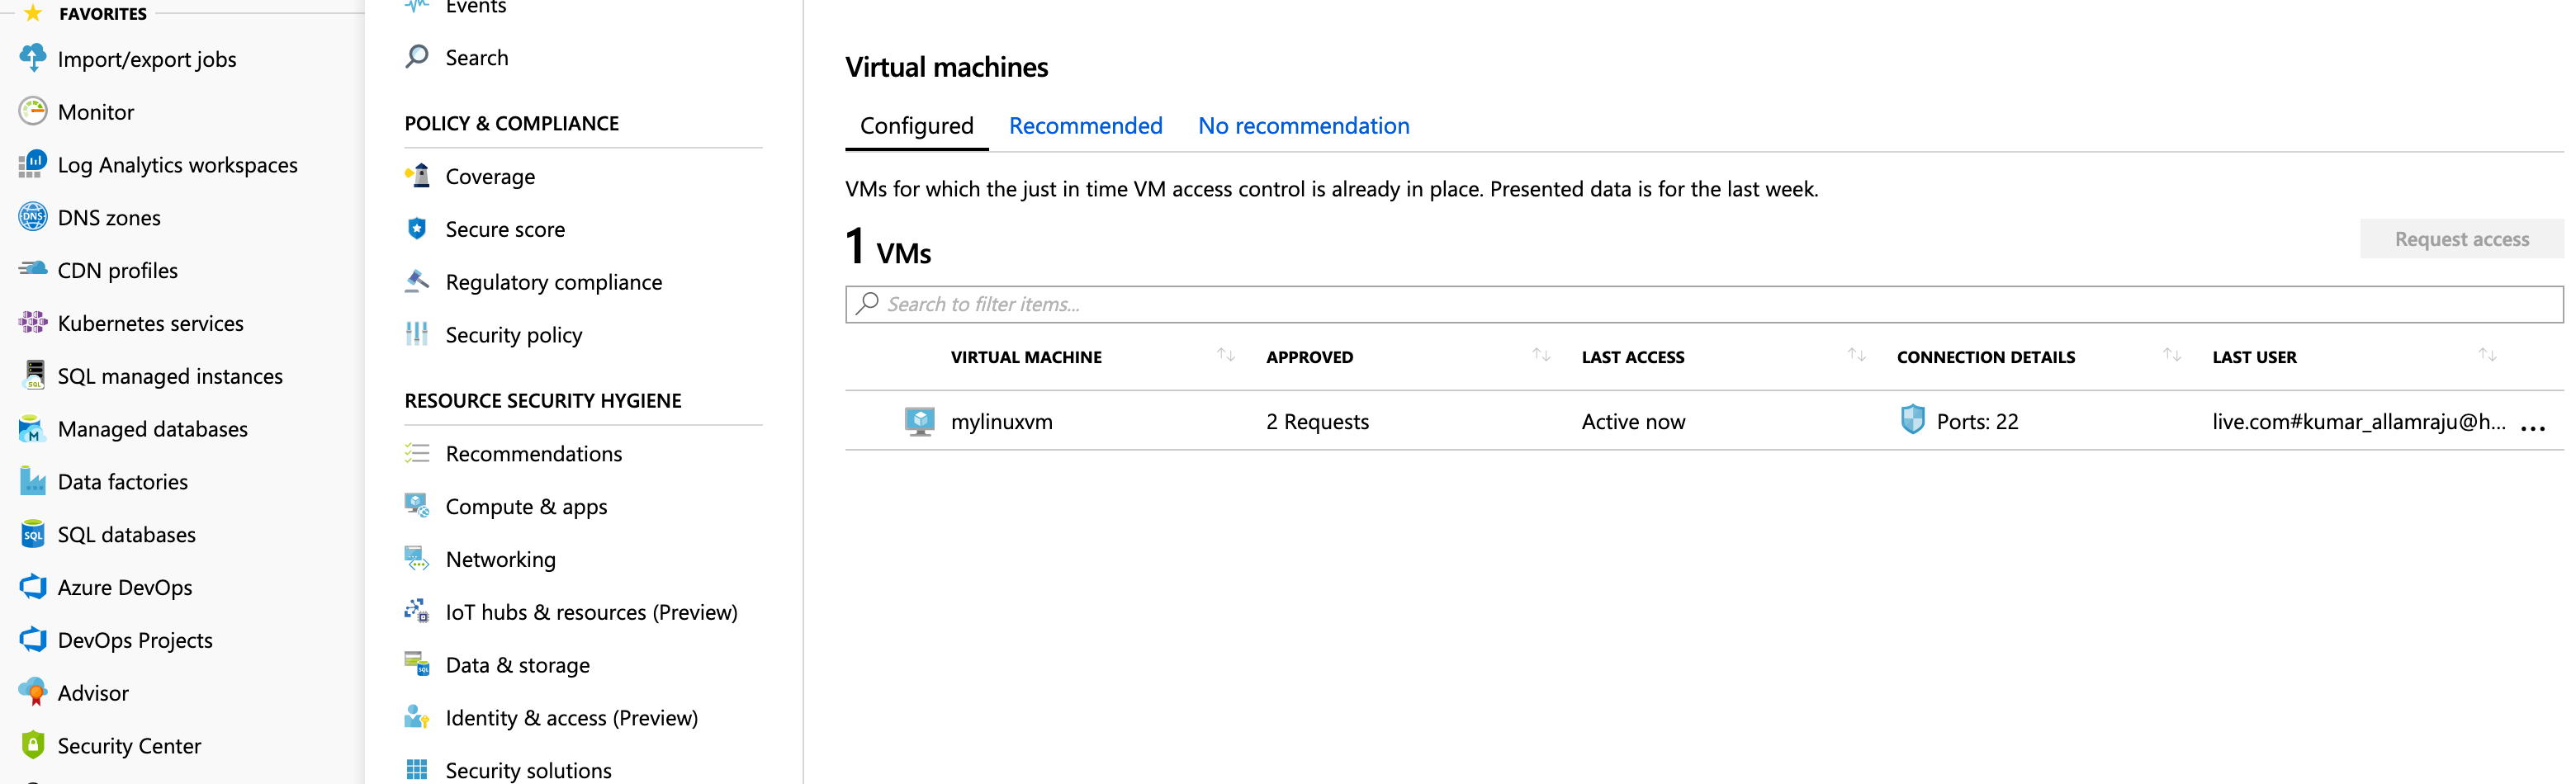 FAVORITES
Import/export jobs
Monitor
Log Analytics workspaces
DNS zones
CDN profiles
Kubernetes services
SQL managed instances
Managed databases
Data factories
SQL databases
Azure DevOps
DevOps Projects
Advisor
Security Center
Events
Search
POLICY & COMPLIANCE
Coverage
Secure score
Regulatory compliance
Security policy
RESOURCE SECURITY HYGIENE
Recommendations
Compute & apps
Networking
IoT hubs & resources (Preview)
Data & storage
Identity & access (Preview)
Security solutions
Virtual machines
Configured Recommended No recommendation
VMs for which the just in time VM access control is already in place. Presented data is for the last week.
1 VMs
Request access
Search to filter items...
VIRTUAL MACHINE APPROVED LAST ACCESS CONNECTION DETAILS LAST USER
mylinuxvm 2 Requests Active now Ports: 22 live.com#kumar_allamraju@h... ...